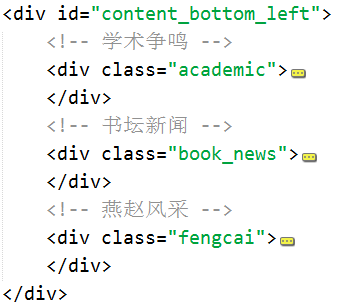 <div id="content_bottom_left">
<!-- 学术争鸣 -->
<div class="academic">
</div>
<!-- 书坛新闻 -->
<div class="book_news">
</div>
<!-- 燕赵风采 -->
<div class="fengcai">
</div>
</div>